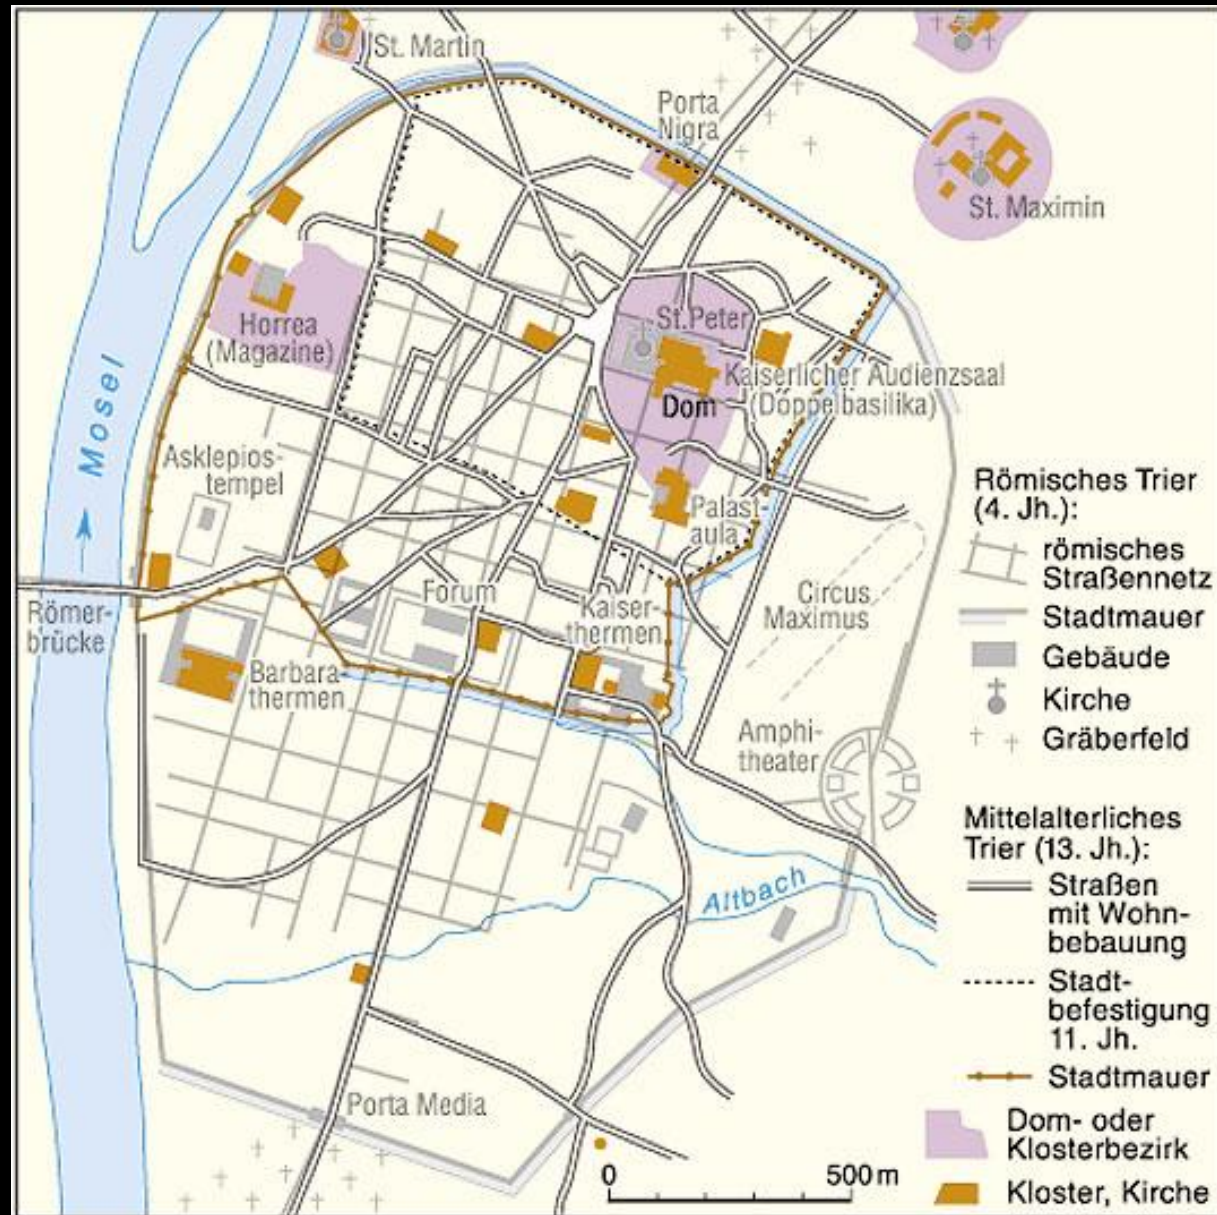 St. Martin
Porta
Nigra
St. Maximin
Horrea
(Magazine)
St. Peter
Kaiserlicher Audienzsaal
(Doppelbasilika)
Dom
Mosel
Asklepios-
tempel
Palast-
aula
Römer-
brücke
Forum
Kaiser-
thermen
Circus
Maximus
Barbara-
thermen
Amphi-
theater
Altbach
Porta Media
Römisches Trier
(4. Jh.):
römisches
Straßennetz
Stadtmauer
Gebäude
Kirche
Gräberfeld
Mittelalterliches
Trier (13. Jh.):
Straßen
mit Wohn-
bebauung
Stadt-
befestigung
11. Jh.
Stadtmauer
Dom- oder
Klosterbezirk
Kloster, Kirche
0 500 m